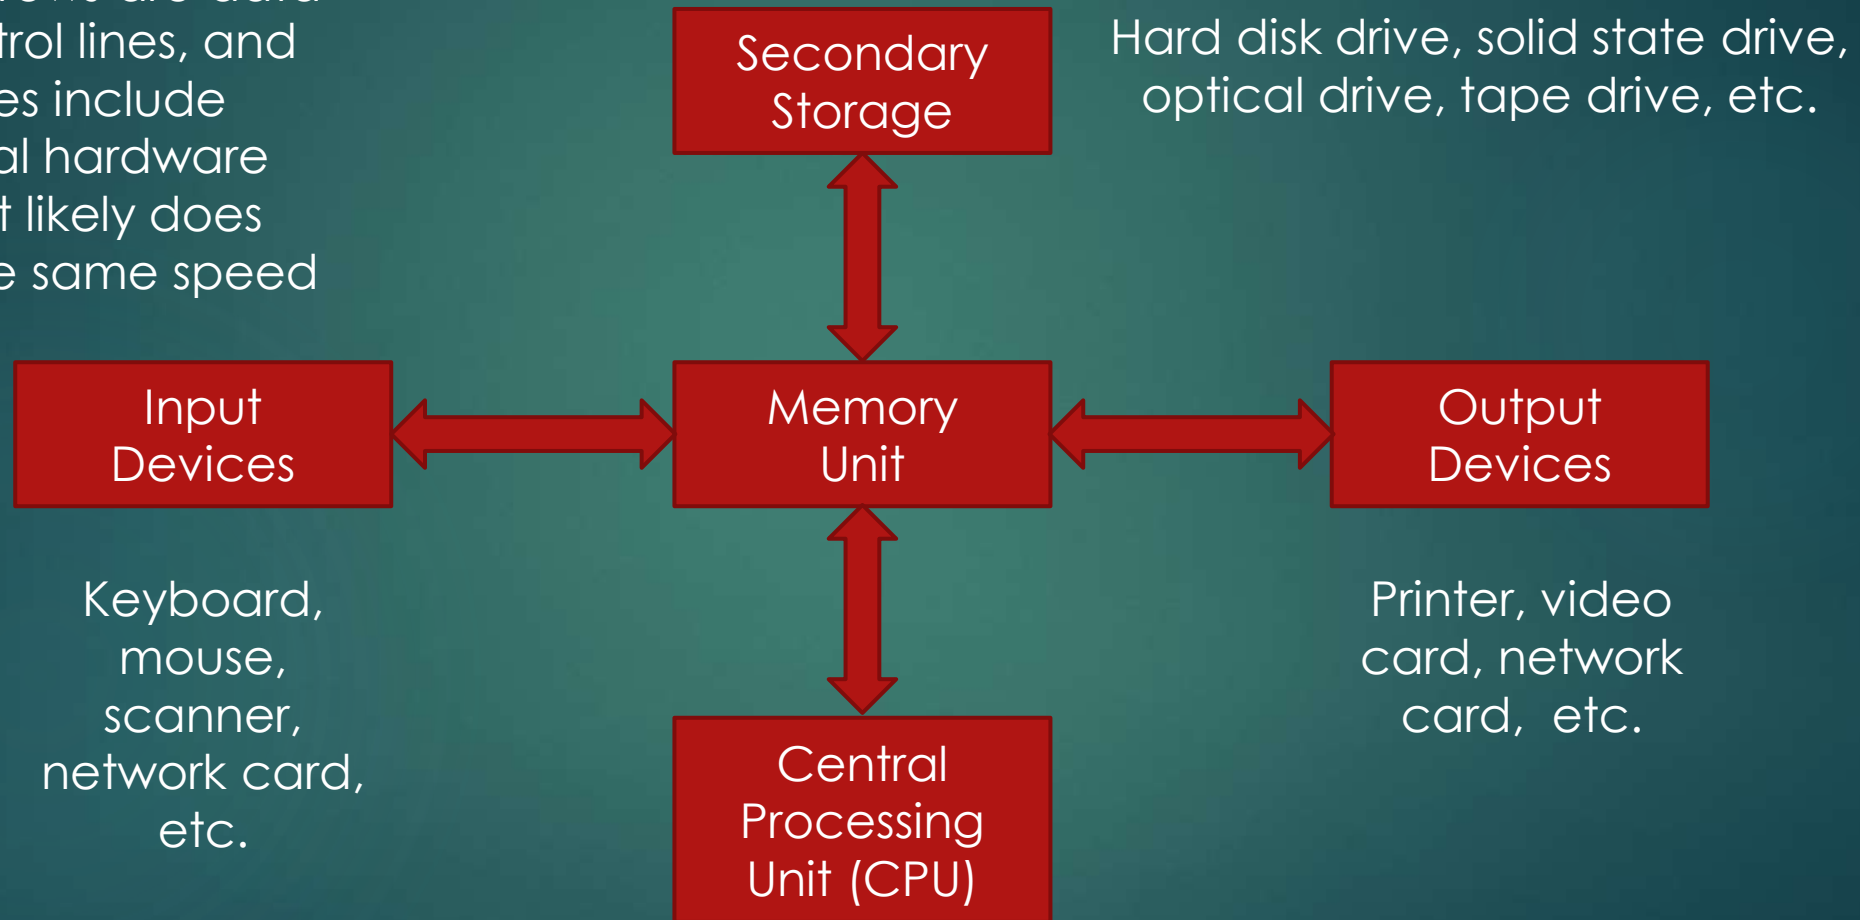 trol lines, and
es include
al hardware
t likely does
e same speed
Secondary
Storage
Hard disk drive, solid state drive,
optical drive, tape drive, etc.
Input
Devices
Memory
Unit
Output
Devices
Keyboard,
mouse,
scanner,
network card,
etc.
Printer, video
card, network
card, etc.
Central
Processing
Unit (CPU)